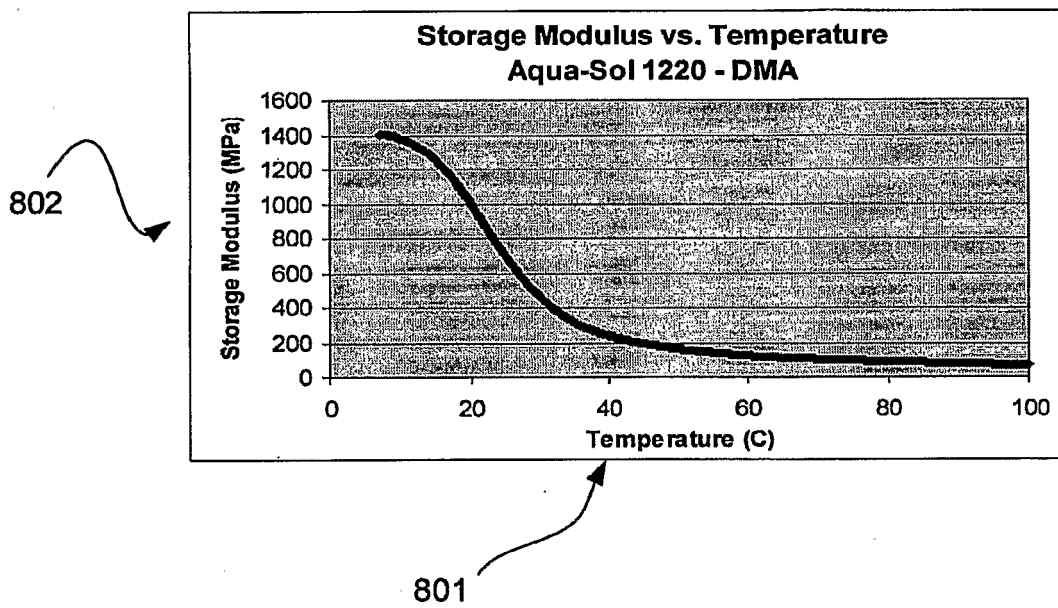 Storage Modulus vs. Temperature
Aqua-Sol 1220 - DMA
Storage Modulus (MPa)
1600
1400
1200
1000
800
600
400
200
0
0 20 40 60 80 100
Temperature (C)
802
801